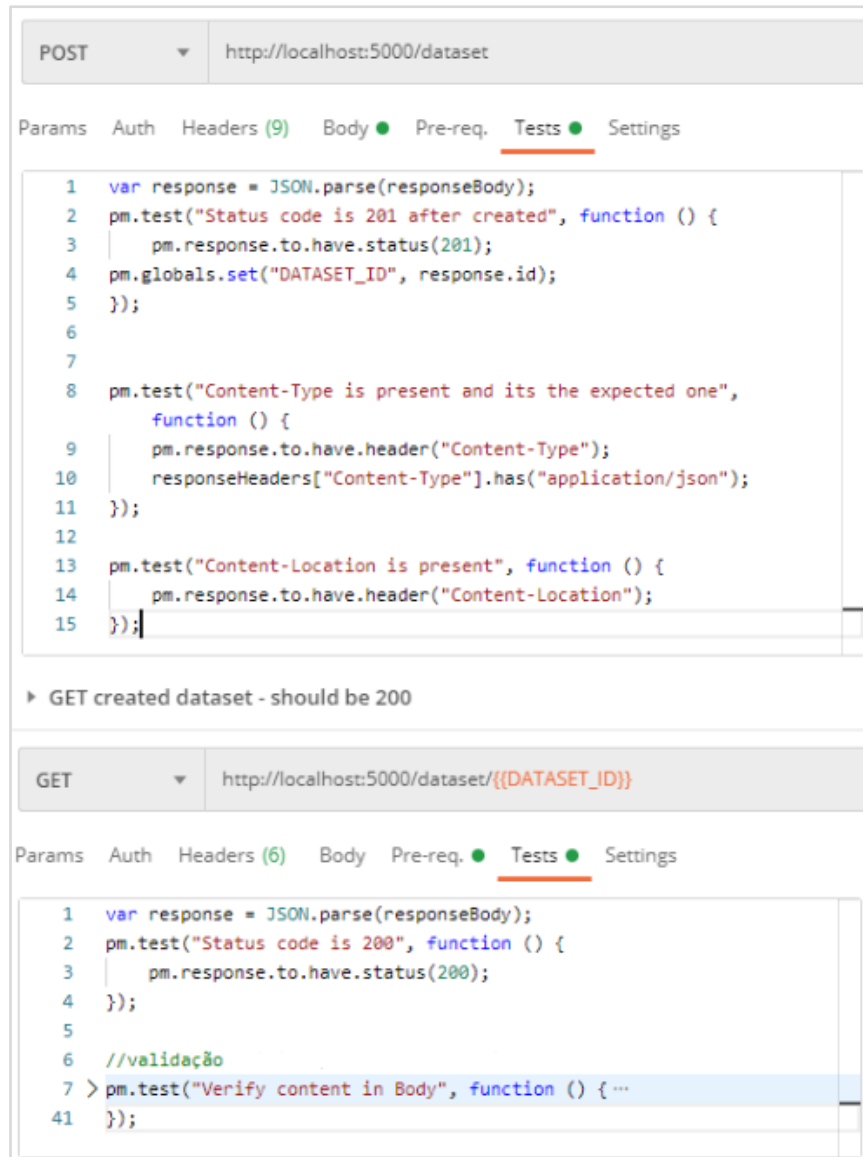 POST http://localhost:5000/dataset
Params Auth Headers (9) Body Pre-req. Tests Settings
1 var response = JSON.parse(responseBody);
2 pm.test("Status code is 201 after created", function () {
3 pm.response.to.have.status(201);
4 pm.globals.set("DATASET_ID", response.id);
5 });
6
7
8 pm.test("Content-Type is present and its the expected one",
function () {
9 pm.response.to.have.header("Content-Type");
10 responseHeaders["Content-Type"].has("application/json");
11 });
12
13 pm.test("Content-Location is present", function () {
14 pm.response.to.have.header("Content-Location");
15 });
GET created dataset - should be 200
GET http://localhost:5000/dataset/{{DATASET_ID}}
Params Auth Headers (6) Body Pre-req. Tests Settings
1 var response = JSON.parse(responseBody);
2 pm.test("Status code is 200", function () {
3 pm.response.to.have.status(200);
4 });
5
6 //validação
7 pm.test("Verify content in Body", function () {⋯
41 });